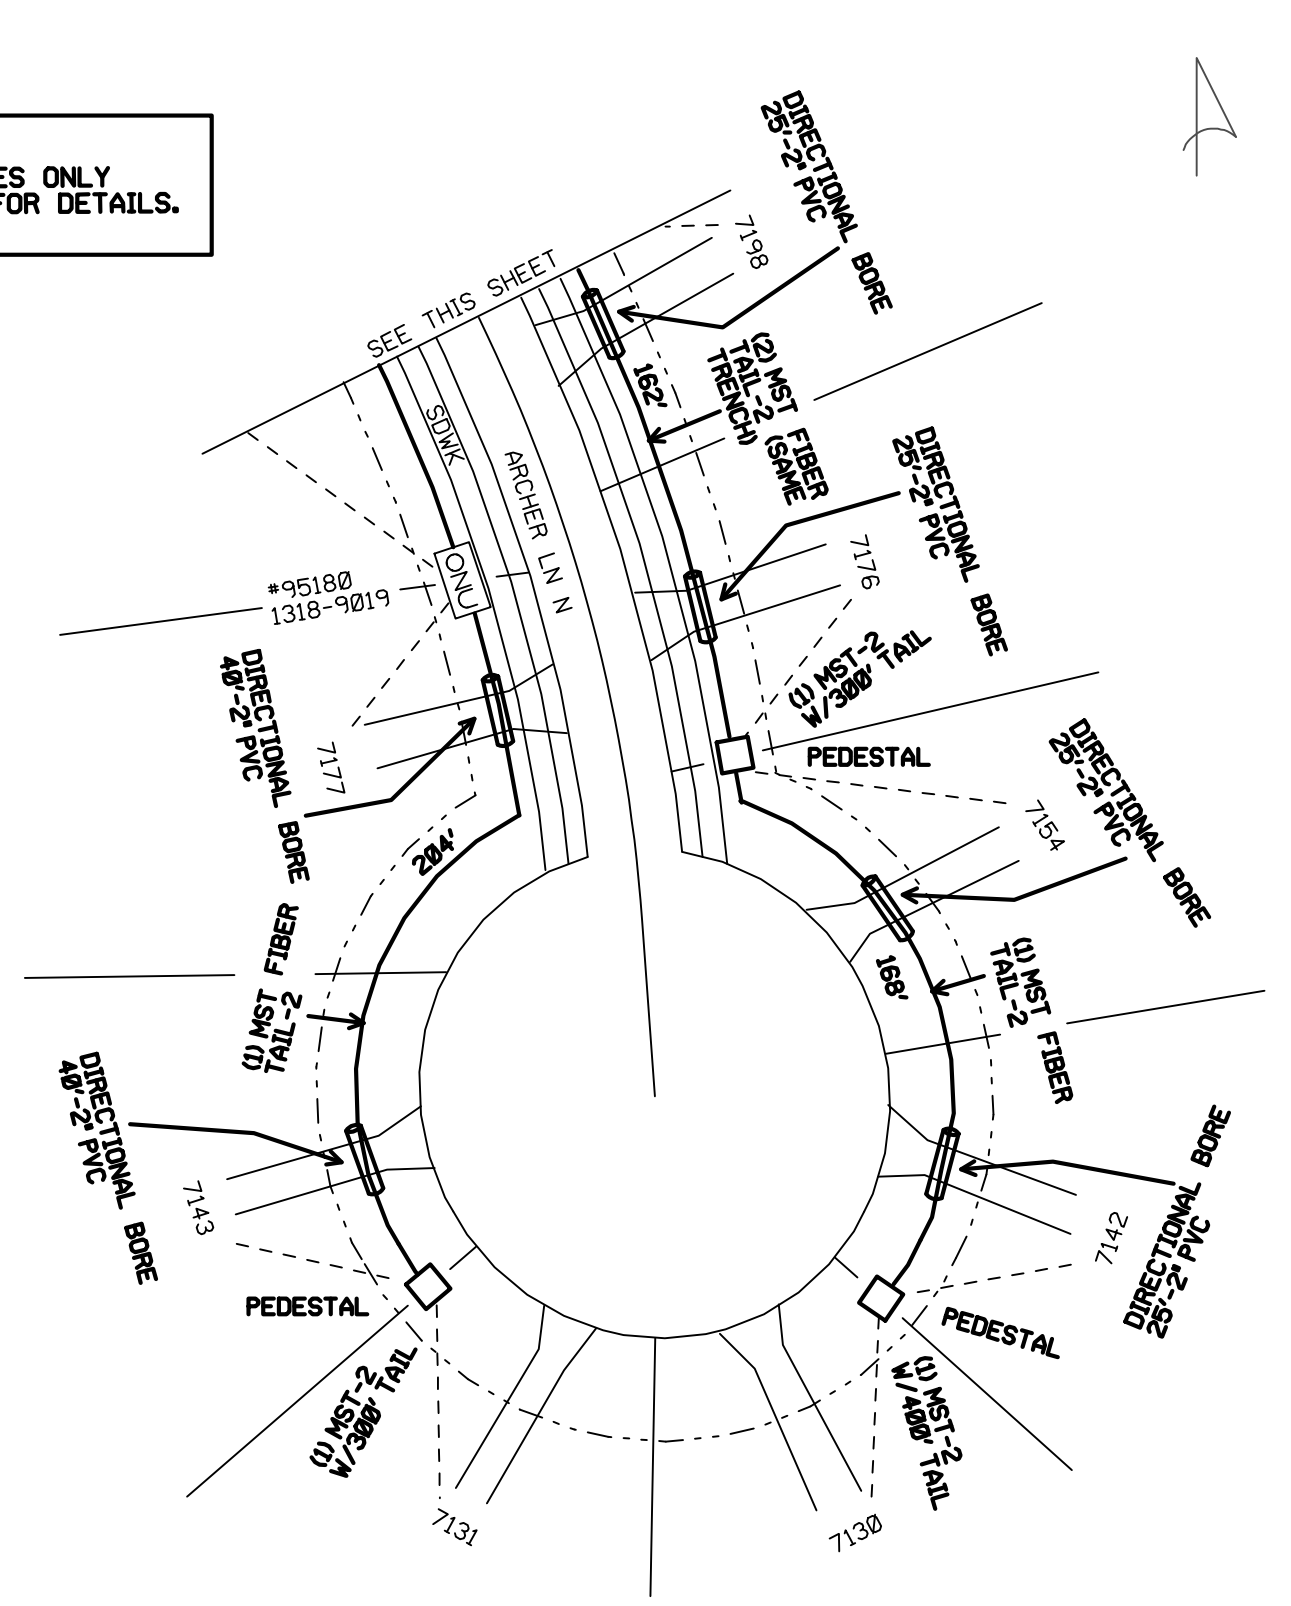 ES ONLY
FOR DETAILS.
SEE THIS SHEET
DIRECTIONAL BORE
25'-2" PVC
7198
162'
(2) MST FIBER
TAIL-2 (SAME
TRENCH)
SDWK
ARCHER LN N
DIRECTIONAL BORE
25'-2" PVC
7176
ONU
#95180
1318-9019
(1) MST-2
W/300' TAIL
PEDESTAL
DIRECTIONAL BORE
40'-2" PVC
7177
DIRECTIONAL BORE
25'-2" PVC
7154
204'
(1) MST FIBER
TAIL-2
168'
(1) MST FIBER
TAIL-2
DIRECTIONAL BORE
40'-2" PVC
7143
DIRECTIONAL BORE
25'-2" PVC
7142
PEDESTAL
PEDESTAL
(1) MST-2
W/300' TAIL
(1) MST-2
W/400' TAIL
7131
7130